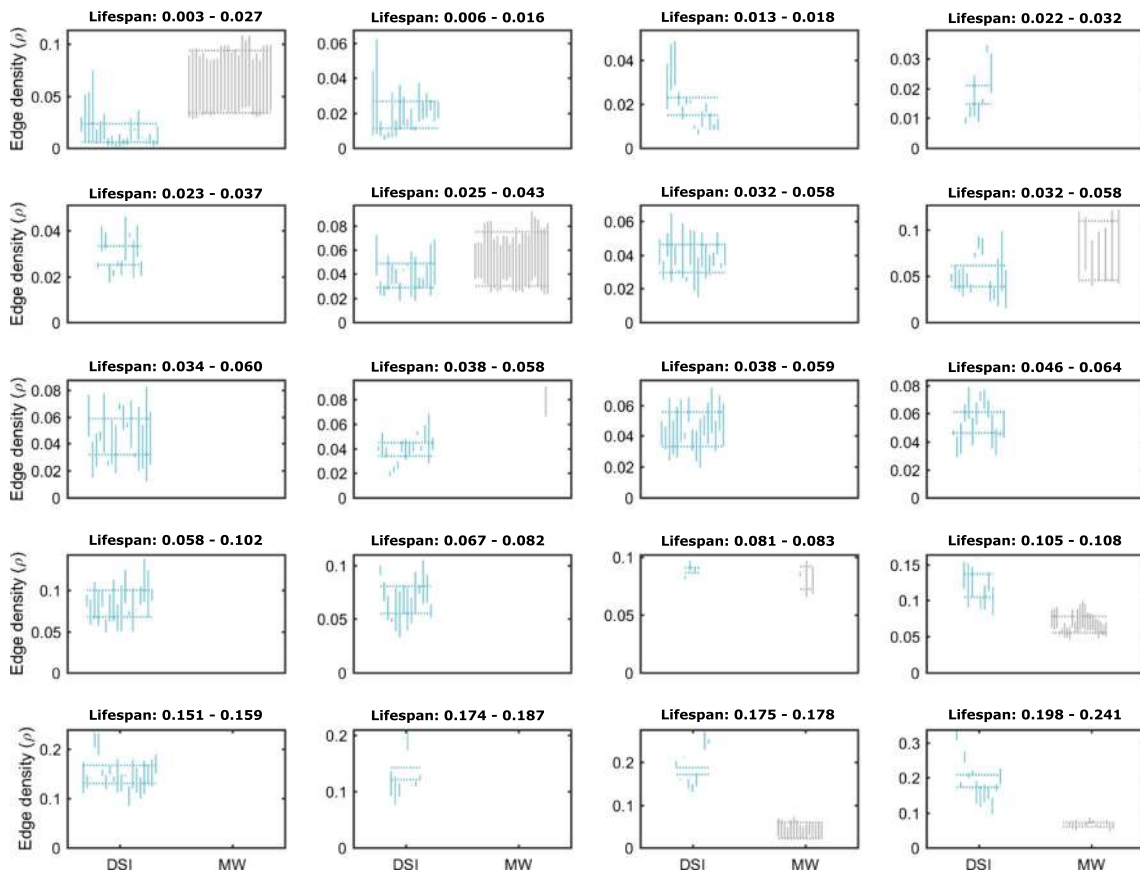 Lifespan: 0.003 - 0.027
Lifespan: 0.006 - 0.016
Lifespan: 0.013 - 0.018
Lifespan: 0.022 - 0.032
Edge density (ρ)
0.1
0.05
0
0.06
0.04
0.02
0
0.06
0.04
0.02
0
0.03
0.02
0.01
0
Lifespan: 0.023 - 0.037
Lifespan: 0.025 - 0.043
Lifespan: 0.032 - 0.058
Lifespan: 0.032 - 0.058
Edge density (ρ)
0.04
0.02
0
0.08
0.06
0.04
0.02
0
0.06
0.04
0.02
0
0.1
0.05
0
Lifespan: 0.034 - 0.060
Lifespan: 0.038 - 0.058
Lifespan: 0.038 - 0.059
Lifespan: 0.046 - 0.064
Edge density (ρ)
0.08
0.06
0.04
0.02
0
0.08
0.06
0.04
0.02
0
0.06
0.04
0.02
0
0.08
0.06
0.04
0.02
0
Lifespan: 0.058 - 0.102
Lifespan: 0.067 - 0.082
Lifespan: 0.081 - 0.083
Lifespan: 0.105 - 0.108
Edge density (ρ)
0.1
0.05
0
0.1
0.05
0
0.1
0.05
0
0.15
0.1
0.05
0
Lifespan: 0.151 - 0.159
Lifespan: 0.174 - 0.187
Lifespan: 0.175 - 0.178
Lifespan: 0.198 - 0.241
Edge density (ρ)
0.2
0.1
0
0.2
0.1
0
0.2
0.1
0
0.3
0.2
0.1
0
DSI MW
DSI MW
DSI MW
DSI MW